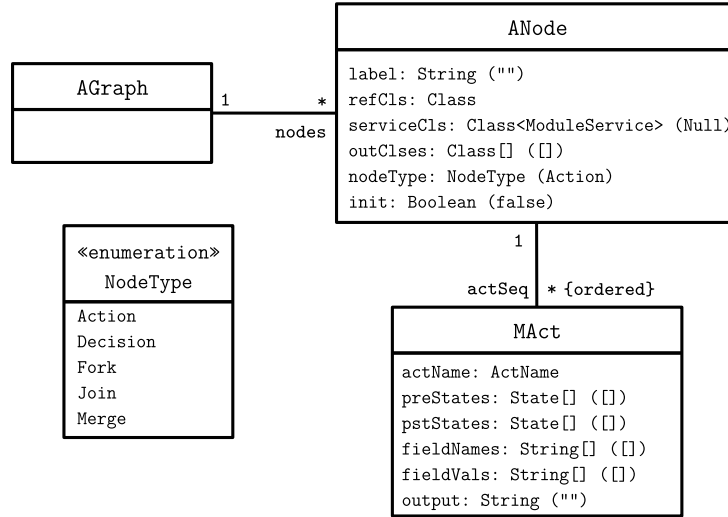 ANode
label: String ("")
refCls: Class
serviceCls: Class<ModuleService> (Null)
outClses: Class[] ([])
nodeType: NodeType (Action)
init: Boolean (false)
AGraph
1
*
nodes
1
actSeq
* {ordered}
«enumeration»
NodeType
Action
Decision
Fork
Join
Merge
MAct
actName: ActName
preStates: State[] ([])
pstStates: State[] ([])
fieldNames: String[] ([])
fieldVals: String[] ([])
output: String ("")